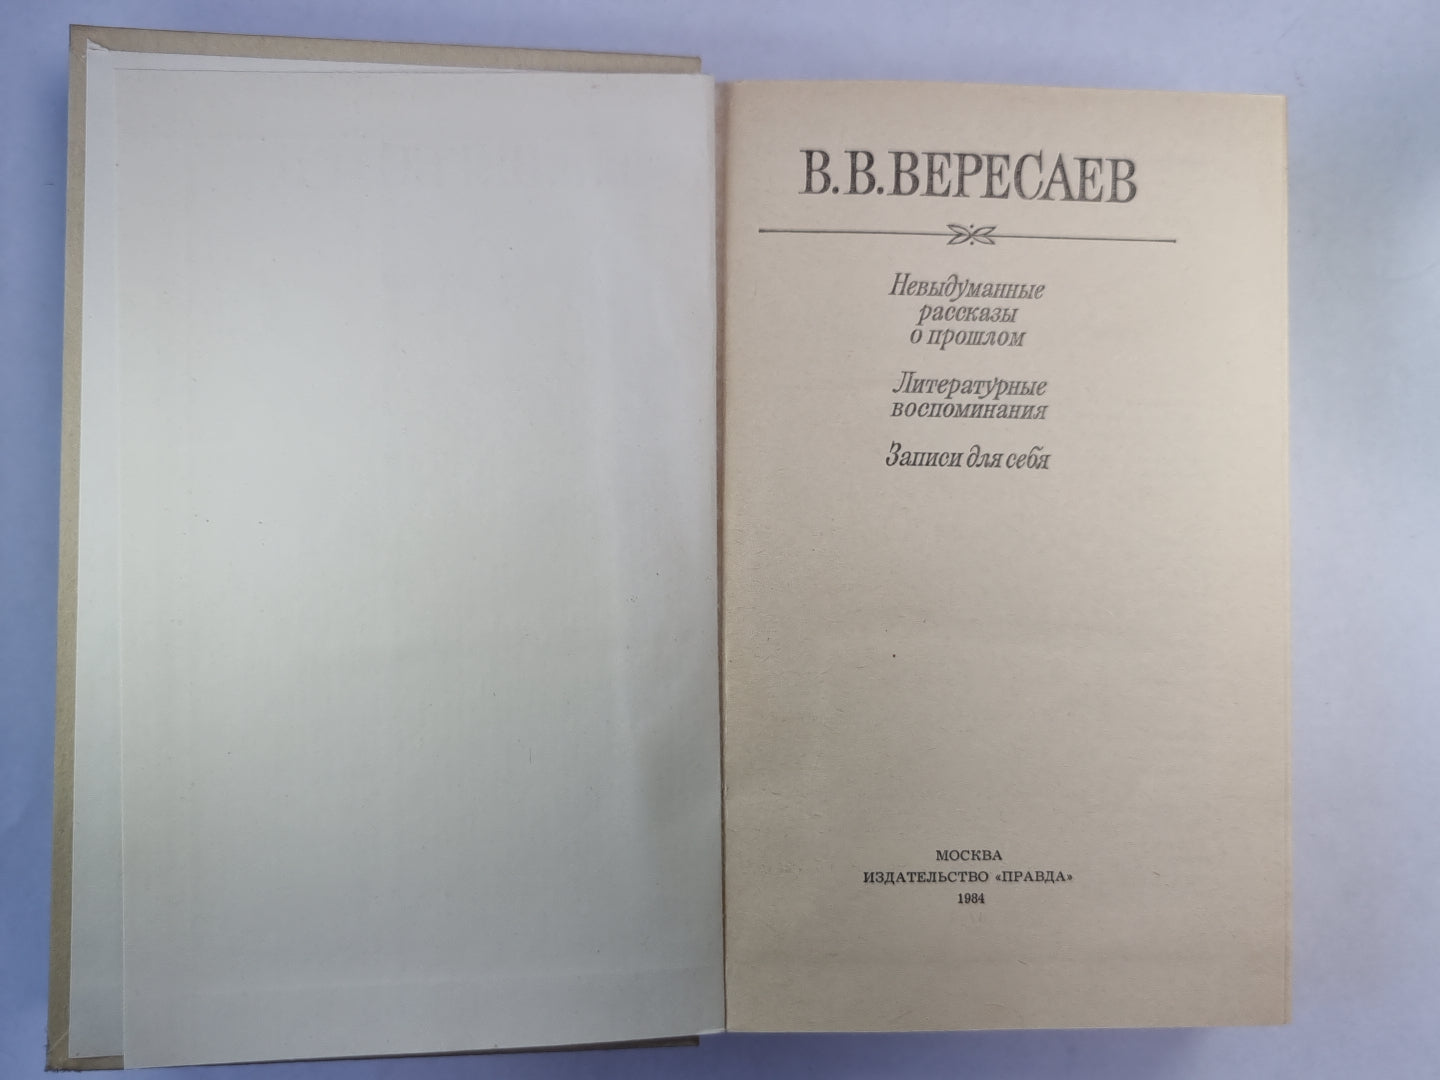 В.В.ВЕРЕСАЕВ
Невыдуманные
рассказы
о прошлом
Литературные
воспоминания
Записи для себя
МОСКВА
ИЗДАТЕЛЬСТВО «ПРАВДА»
1984